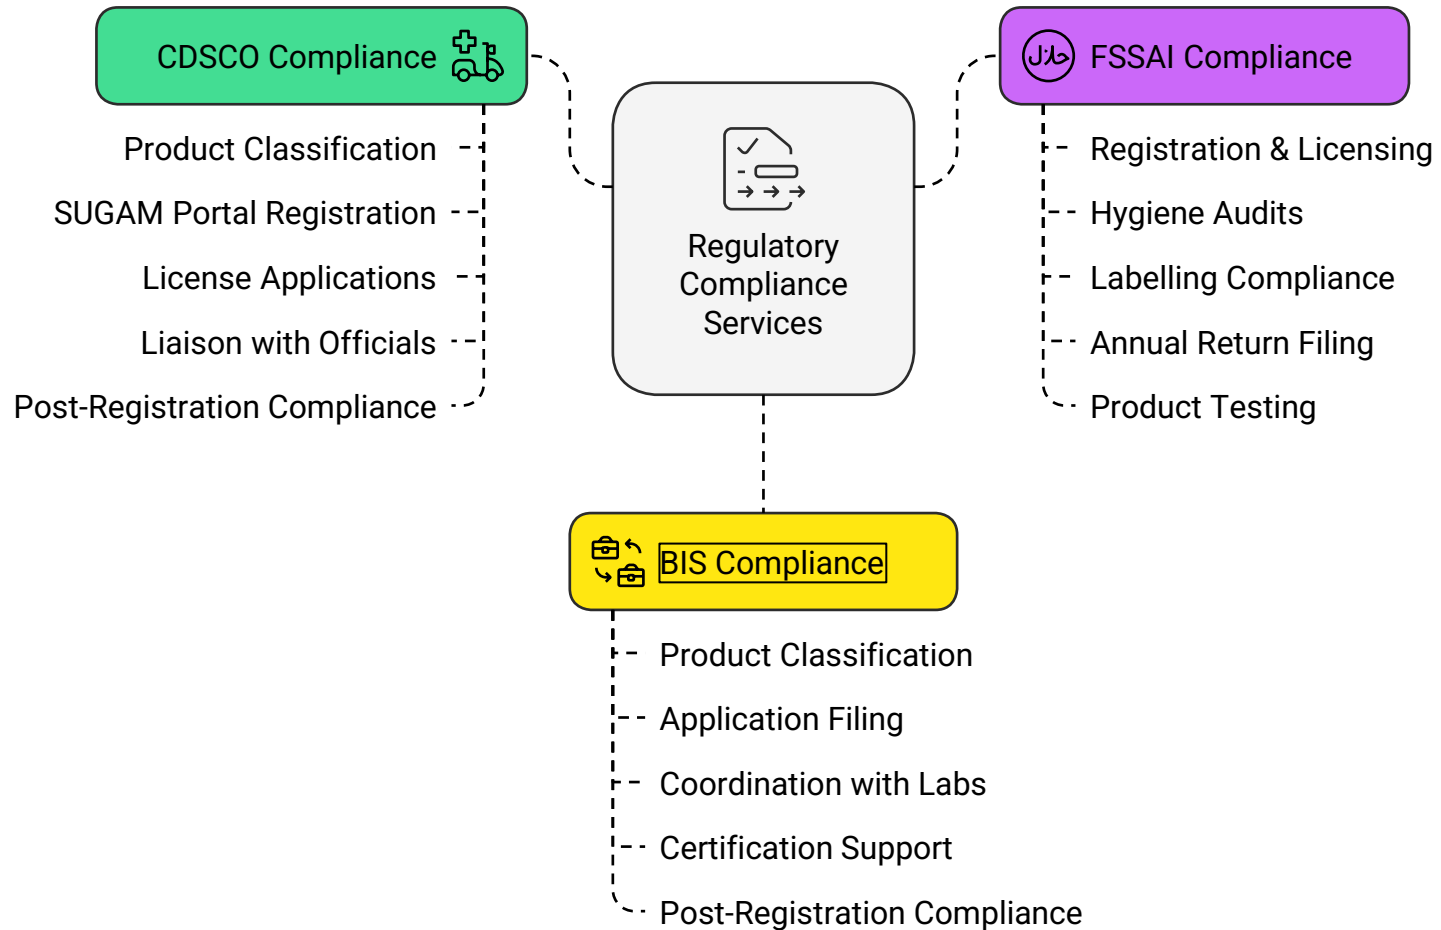 CDSCO Compliance
Product Classification
SUGAM Portal Registration
License Applications
Liaison with Officials
Post-Registration Compliance
Regulatory
Compliance
Services
حلال
FSSAI Compliance
Registration & Licensing
Hygiene Audits
Labelling Compliance
Annual Return Filing
Product Testing
BIS Compliance
Product Classification
Application Filing
Coordination with Labs
Certification Support
Post-Registration Compliance